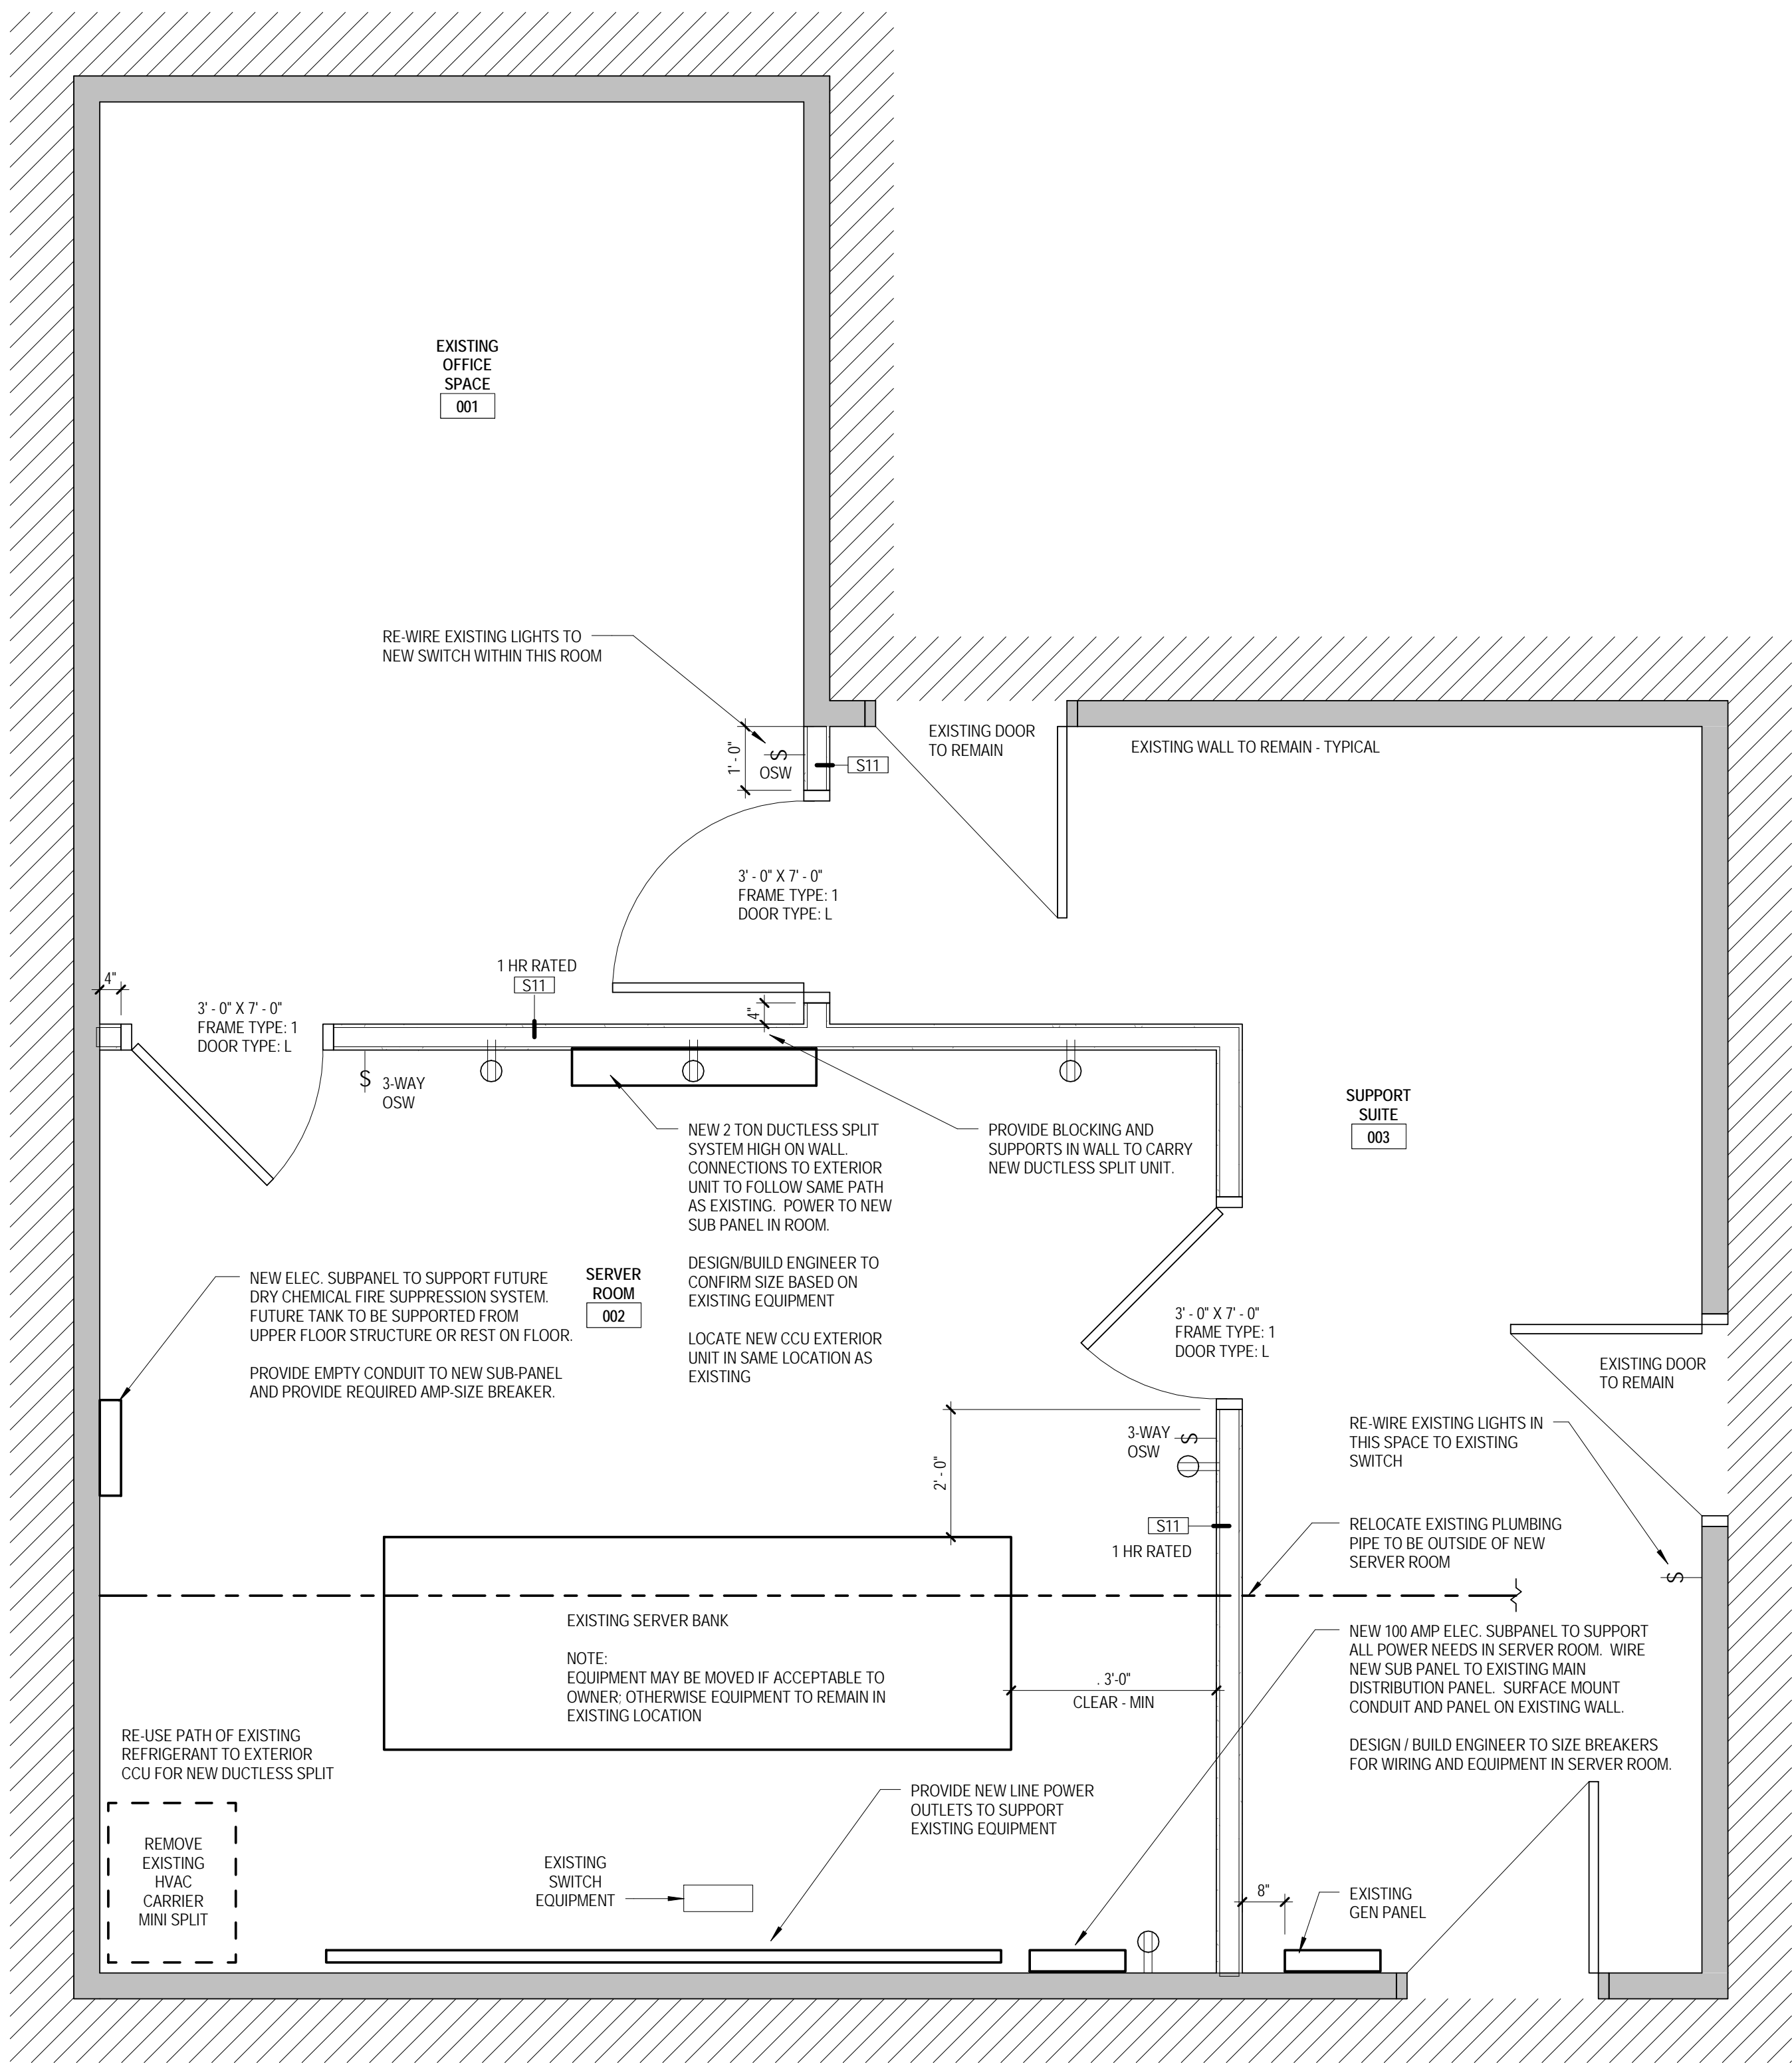 EXISTING
OFFICE
SPACE
001
RE-WIRE EXISTING LIGHTS TO
NEW SWITCH WITHIN THIS ROOM
1' - 0"
S
OSW
S11
EXISTING DOOR
TO REMAIN
EXISTING WALL TO REMAIN - TYPICAL
3' - 0" X 7' - 0"
FRAME TYPE: 1
DOOR TYPE: L
4"
3' - 0" X 7' - 0"
FRAME TYPE: 1
DOOR TYPE: L
1 HR RATED
S11
4"
S
3-WAY
OSW
NEW 2 TON DUCTLESS SPLIT
SYSTEM HIGH ON WALL.
CONNECTIONS TO EXTERIOR
UNIT TO FOLLOW SAME PATH
AS EXISTING. POWER TO NEW
SUB PANEL IN ROOM.
DESIGN/BUILD ENGINEER TO
CONFIRM SIZE BASED ON
EXISTING EQUIPMENT
LOCATE NEW CCU EXTERIOR
UNIT IN SAME LOCATION AS
EXISTING
PROVIDE BLOCKING AND
SUPPORTS IN WALL TO CARRY
NEW DUCTLESS SPLIT UNIT.
SUPPORT
SUITE
003
NEW ELEC. SUBPANEL TO SUPPORT FUTURE
DRY CHEMICAL FIRE SUPPRESSION SYSTEM.
FUTURE TANK TO BE SUPPORTED FROM
UPPER FLOOR STRUCTURE OR REST ON FLOOR.
PROVIDE EMPTY CONDUIT TO NEW SUB-PANEL
AND PROVIDE REQUIRED AMP-SIZE BREAKER.
SERVER
ROOM
002
3' - 0" X 7' - 0"
FRAME TYPE: 1
DOOR TYPE: L
EXISTING DOOR
TO REMAIN
2' - 0"
3-WAY
OSW
S
RE-WIRE EXISTING LIGHTS IN
THIS SPACE TO EXISTING
SWITCH
S11
1 HR RATED
RELOCATE EXISTING PLUMBING
PIPE TO BE OUTSIDE OF NEW
SERVER ROOM
S
EXISTING SERVER BANK
NOTE:
EQUIPMENT MAY BE MOVED IF ACCEPTABLE TO
OWNER; OTHERWISE EQUIPMENT TO REMAIN IN
EXISTING LOCATION
. 3'-0"
CLEAR - MIN
NEW 100 AMP ELEC. SUBPANEL TO SUPPORT
ALL POWER NEEDS IN SERVER ROOM. WIRE
NEW SUB PANEL TO EXISTING MAIN
DISTRIBUTION PANEL. SURFACE MOUNT
CONDUIT AND PANEL ON EXISTING WALL.
DESIGN / BUILD ENGINEER TO SIZE BREAKERS
FOR WIRING AND EQUIPMENT IN SERVER ROOM.
RE-USE PATH OF EXISTING
REFRIGERANT TO EXTERIOR
CCU FOR NEW DUCTLESS SPLIT
REMOVE
EXISTING
HVAC
CARRIER
MINI SPLIT
PROVIDE NEW LINE POWER
OUTLETS TO SUPPORT
EXISTING EQUIPMENT
EXISTING
SWITCH
EQUIPMENT
8"
EXISTING
GEN PANEL